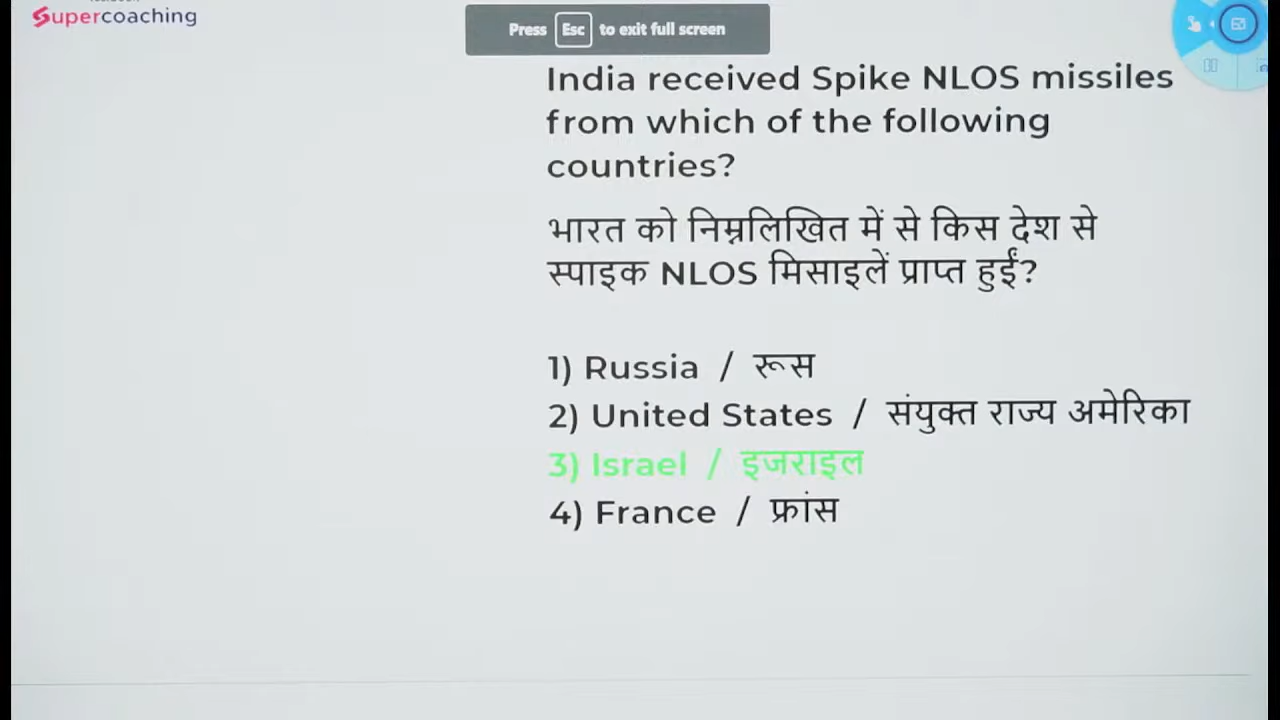 Supercoaching
Press Esc to exit full screen
India received Spike NLOS missiles
from which of the following
countries?
भारत को निम्नलिखित में से किस देश से
स्पाइक NLOS मिसाइलें प्राप्त हुईं?
1) Russia / रूस
2) United States / संयुक्त राज्य अमेरिका
3) Israel / इजराइल
4) France / फ्रांस